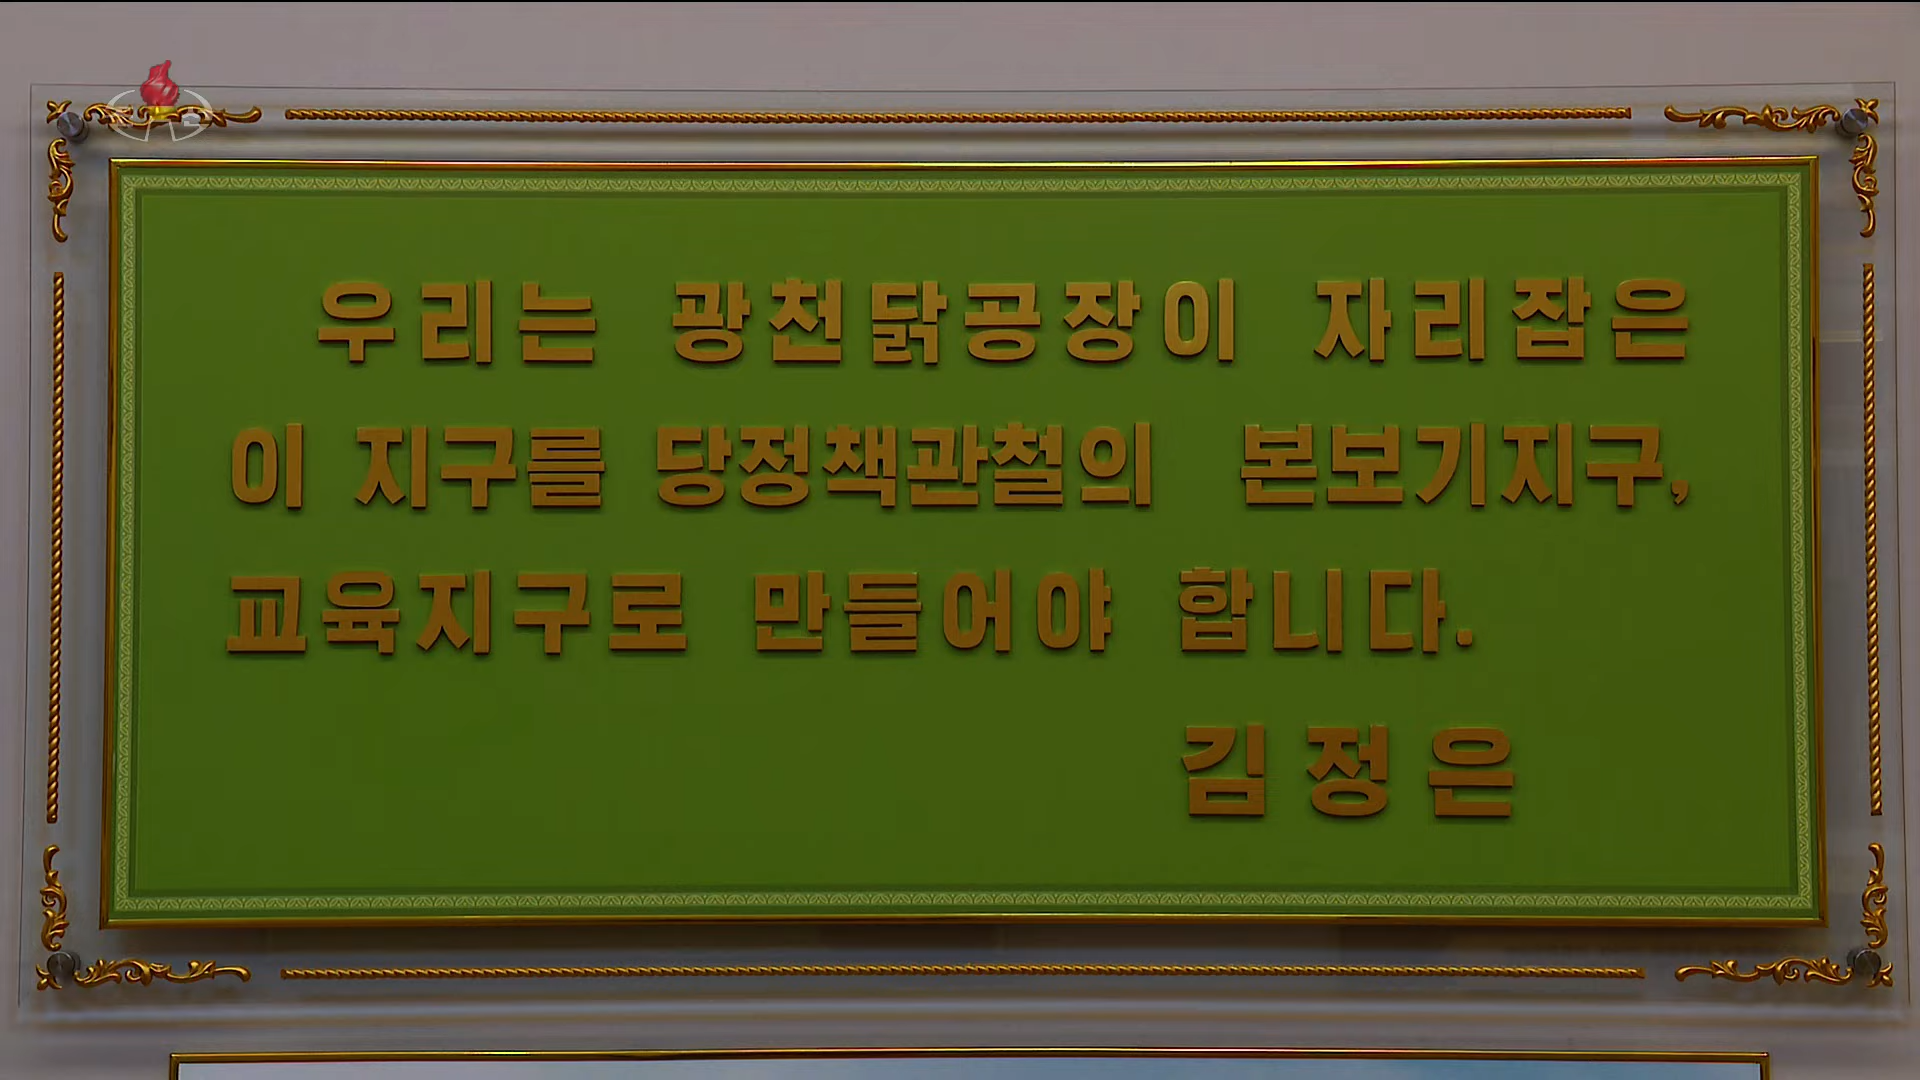 우리는 광천닭공장이 자리잡은
이 지구를 당정책관철의 본보기지구,
교육지구로 만들어야 합니다.
김정은